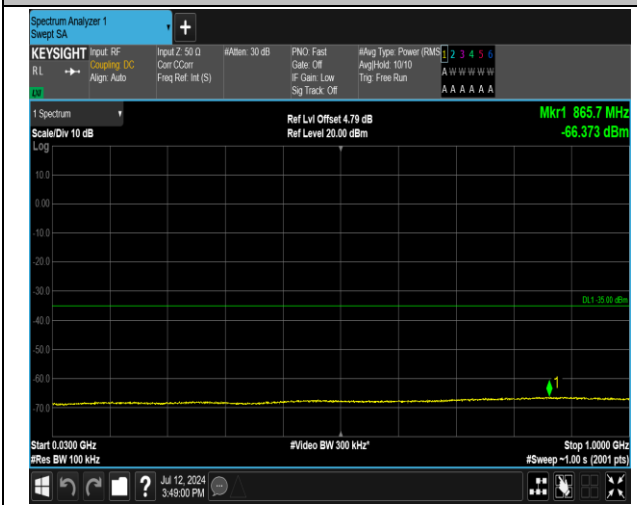 Spectrum Analyzer 1
Swept SA
+
KEYSIGHT Input: RF Input Z: 50 Ω #Atten: 30 dB PNO: Fast #Avg Type: Power (RMS 1 2 3 4 5 6
RL Coupling: DC Corr CCorr Gate: Off Avg|Hold: 10/10 A W W W W W
Align: Auto Freq Ref: Int (S) IF Gain: Low Trig: Free Run
LXI Sig Track: Off A A A A A A
1 Spectrum Ref Lvl Offset 4.79 dB Mkr1 865.7 MHz
Scale/Div 10 dB Ref Level 20.00 dBm -66.373 dBm
Log
10.0
0.00
-10.0
-20.0
-30.0
DL1 -35.00 dBm
-40.0
-50.0
-60.0
1
-70.0
Start 0.0300 GHz #Video BW 300 kHz* Stop 1.0000 GHz
#Res BW 100 kHz #Sweep ~1.00 s (2001 pts)
? Jul 12, 2024
3:49:00 PM